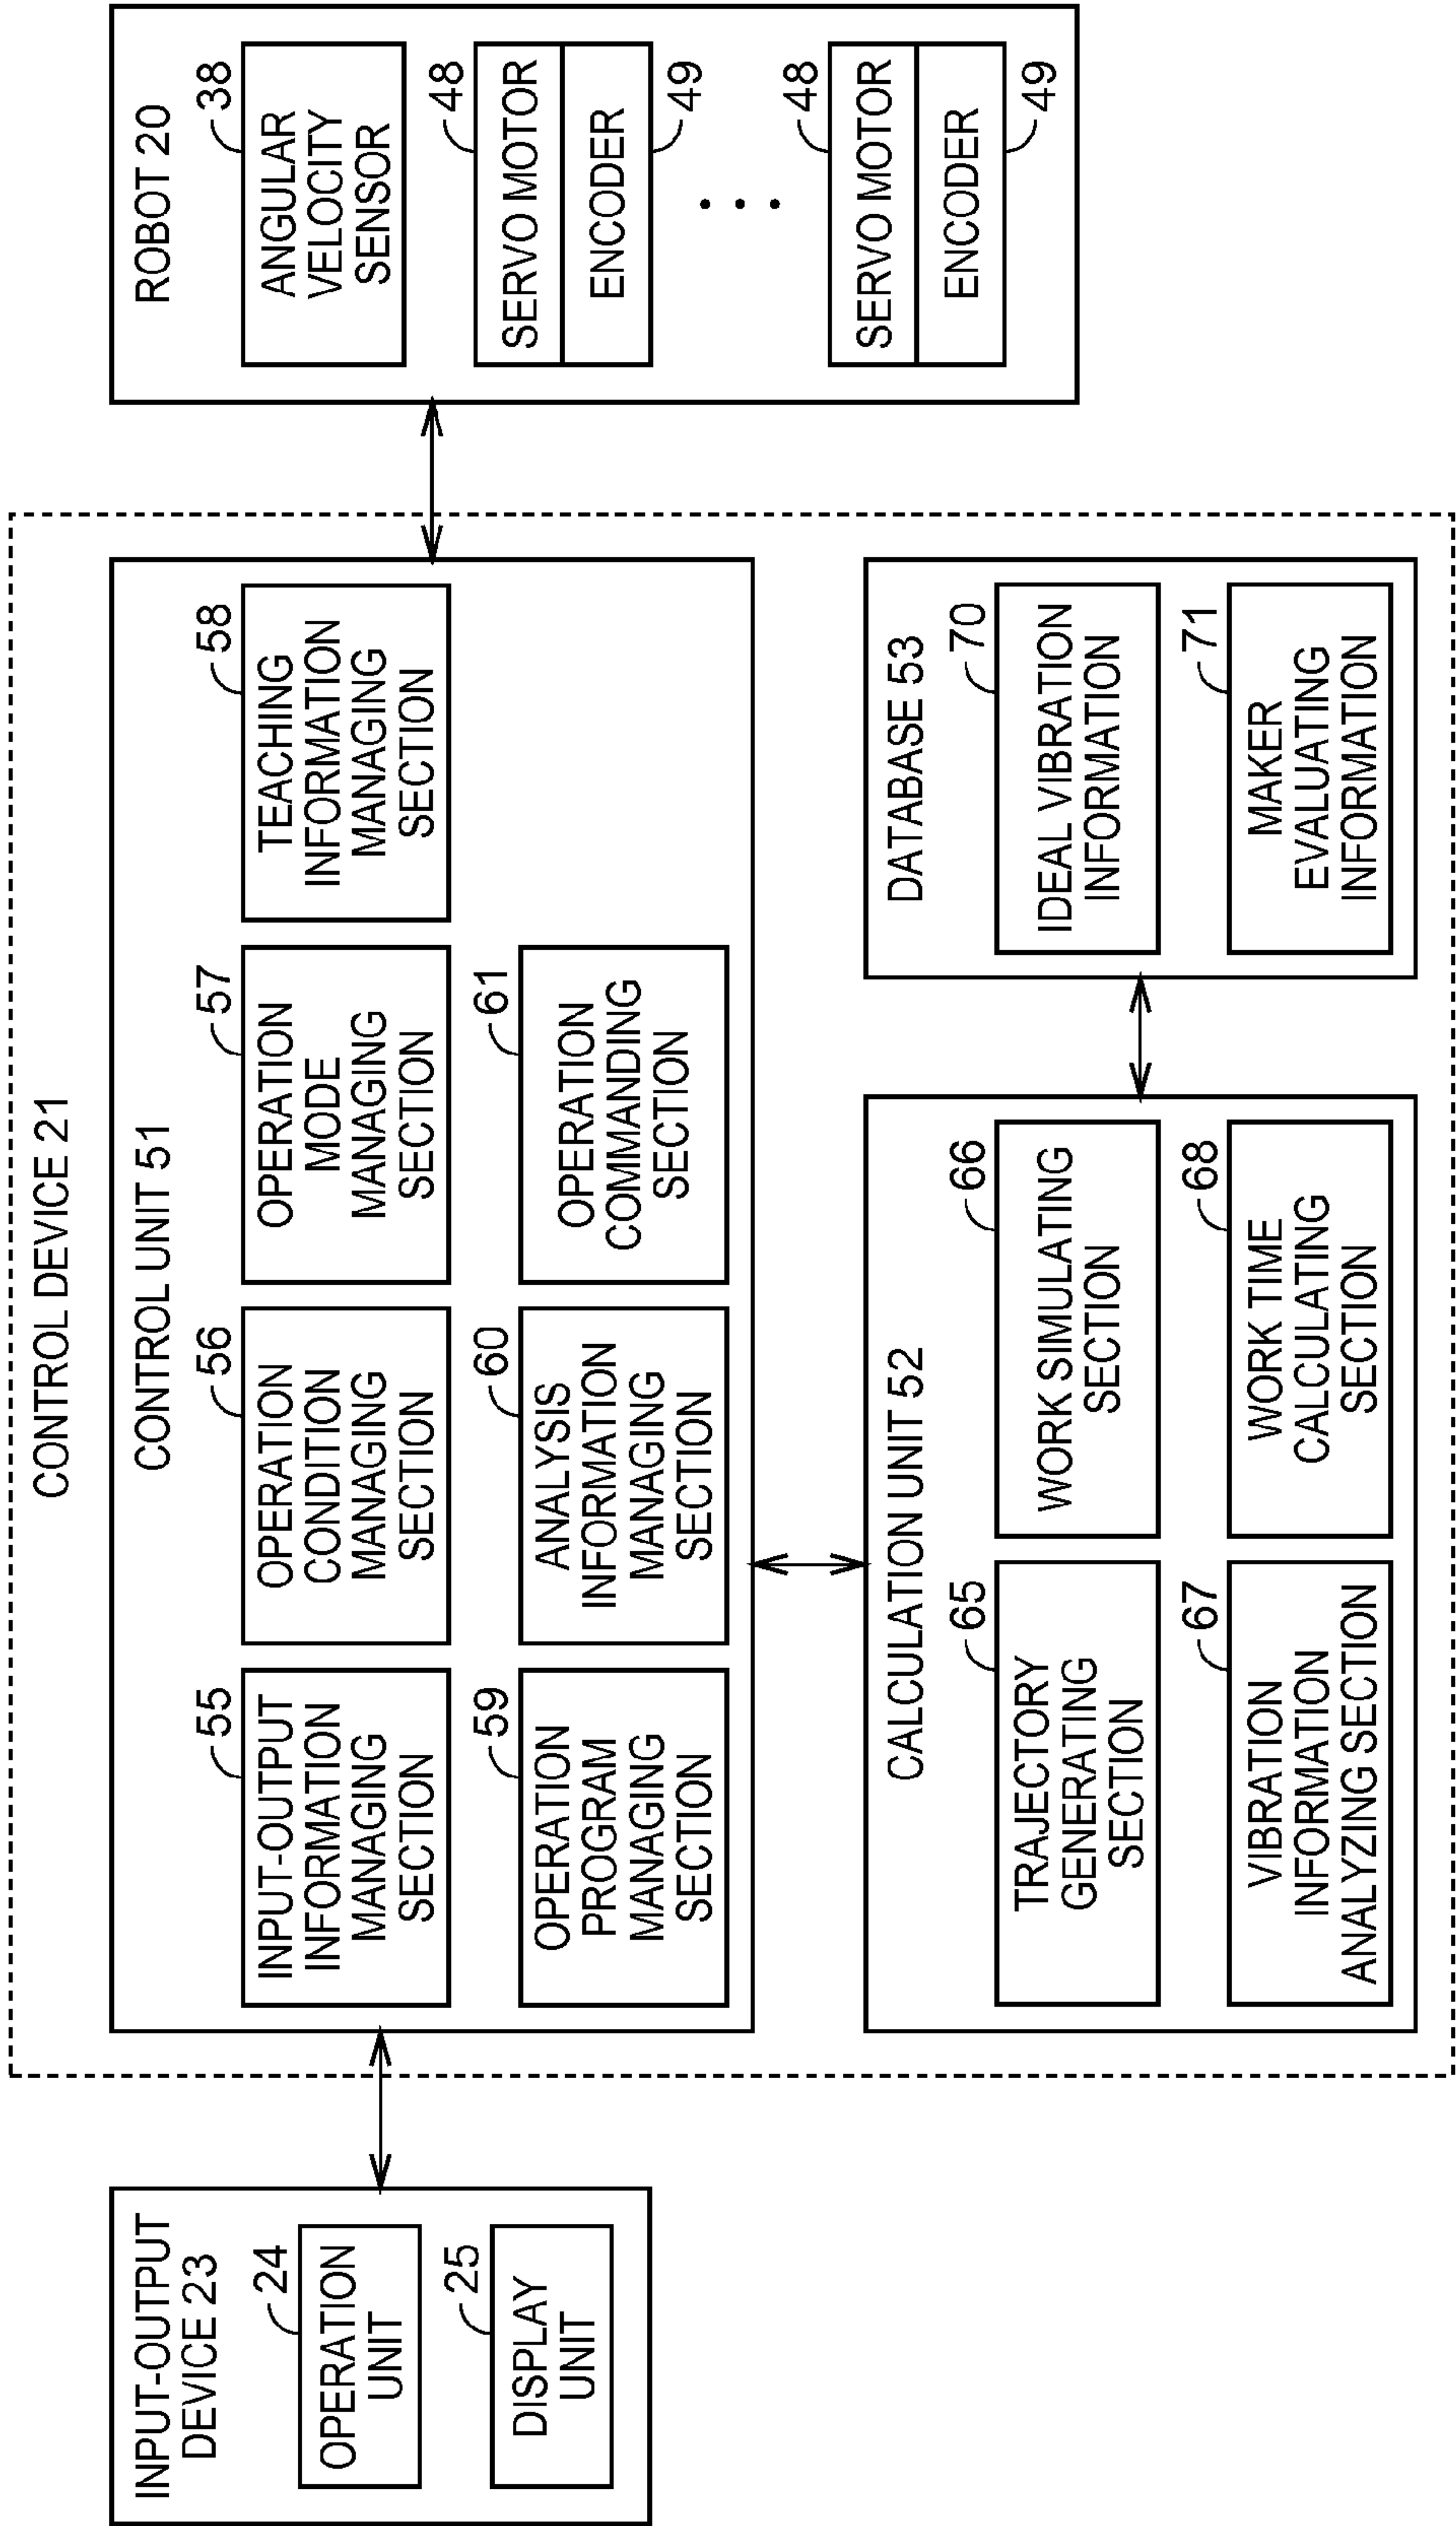 CONTROL DEVICE 21
INPUT-OUTPUT
DEVICE 23
24
OPERATION
UNIT
25
DISPLAY
UNIT
CONTROL UNIT 51
55
INPUT-OUTPUT
INFORMATION
MANAGING
SECTION
56
OPERATION
CONDITION
MANAGING
SECTION
57
OPERATION
MODE
MANAGING
SECTION
58
TEACHING
INFORMATION
MANAGING
SECTION
59
OPERATION
PROGRAM
MANAGING
SECTION
60
ANALYSIS
INFORMATION
MANAGING
SECTION
61
OPERATION
COMMANDING
SECTION
CALCULATION UNIT 52
65
TRAJECTORY
GENERATING
SECTION
66
WORK SIMULATING
SECTION
67
VIBRATION
INFORMATION
ANALYZING SECTION
68
WORK TIME
CALCULATING
SECTION
DATABASE 53
70
IDEAL VIBRATION
INFORMATION
71
MAKER
EVALUATING
INFORMATION
ROBOT 20
38
ANGULAR
VELOCITY
SENSOR
48
SERVO MOTOR
ENCODER
49
• • •
48
SERVO MOTOR
ENCODER
49